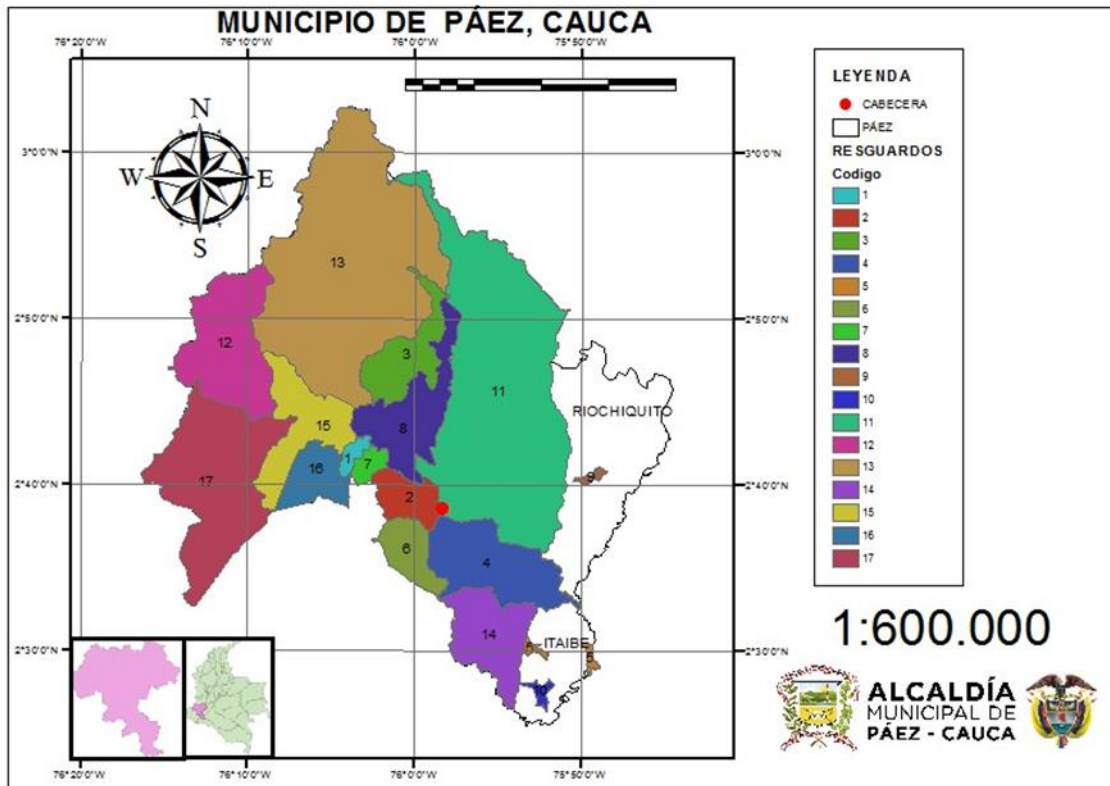 MUNICIPIO DE PÁEZ, CAUCA
76°20'0"W 76°10'0"W 76°0'0"W 75°50'0"W
N
W E
S
3°0'0"N 3°0'0"N
2°50'0"N 2°50'0"N
2°40'0"N 2°40'0"N
2°30'0"N 2°30'0"N
13
12
3
11
RIOCHIQUITO
15
8
16
1
7
17
9
2
6
4
14
ITAIBE
5
5
10
76°20'0"W 76°10'0"W 76°0'0"W 75°50'0"W
LEYENDA
CABECERA
PÁEZ
RESGUARDOS
Codigo
1
2
3
4
5
6
7
8
9
10
11
12
13
14
15
16
17
1:600.000
ALCALDÍA
MUNICIPAL DE
PÁEZ - CAUCA